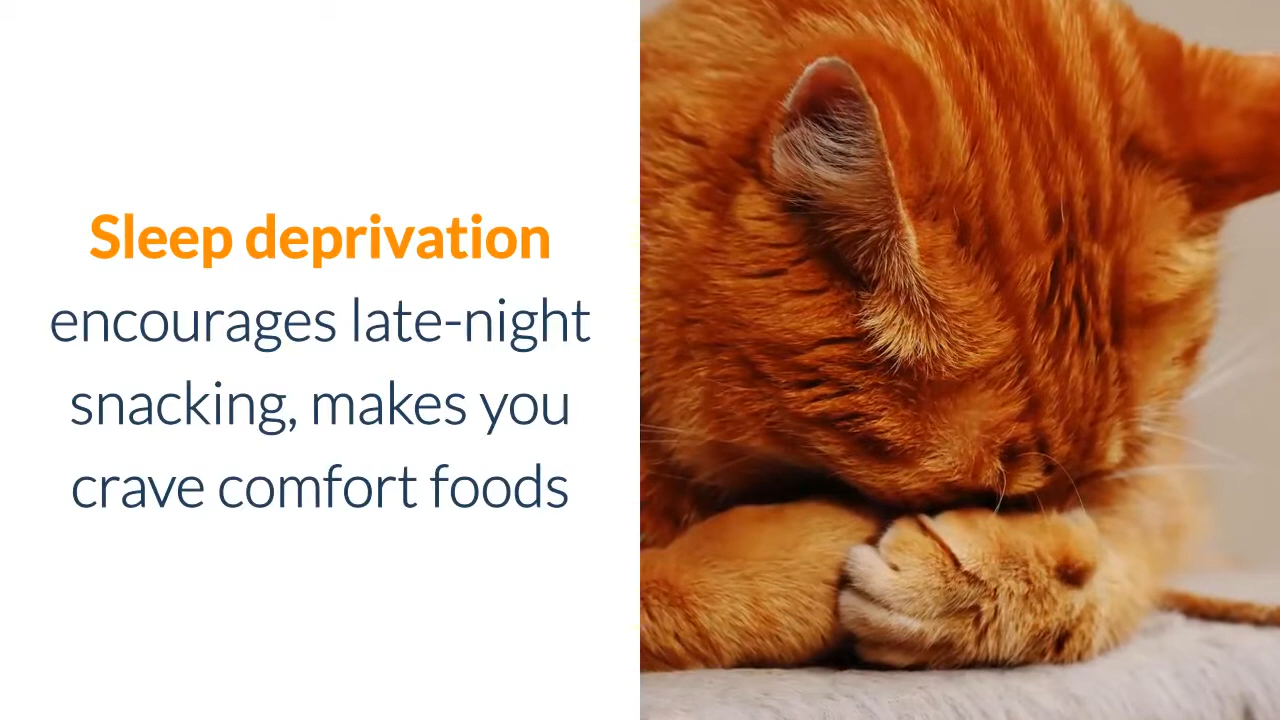 Sleep deprivation
encourages late-night
snacking, makes you
crave comfort foods